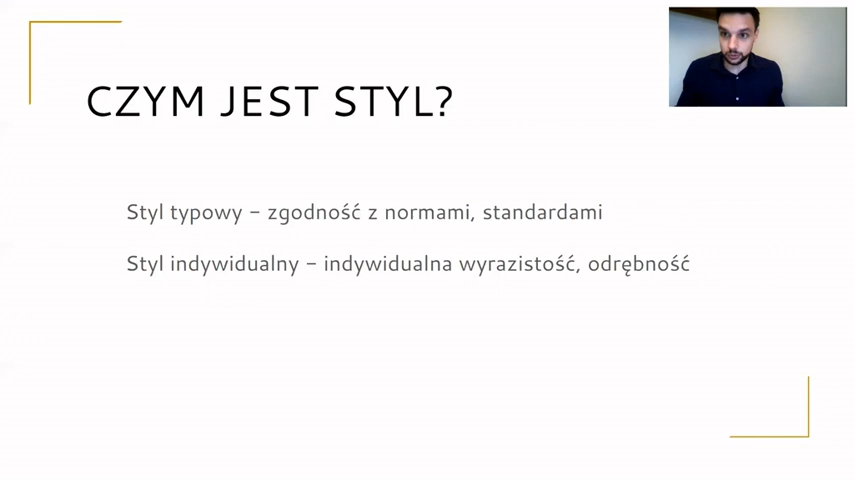 CZYM JEST STYL?
Styl typowy – zgodność z normami, standardami
Styl indywidualny – indywidualna wyrazistość, odrębność